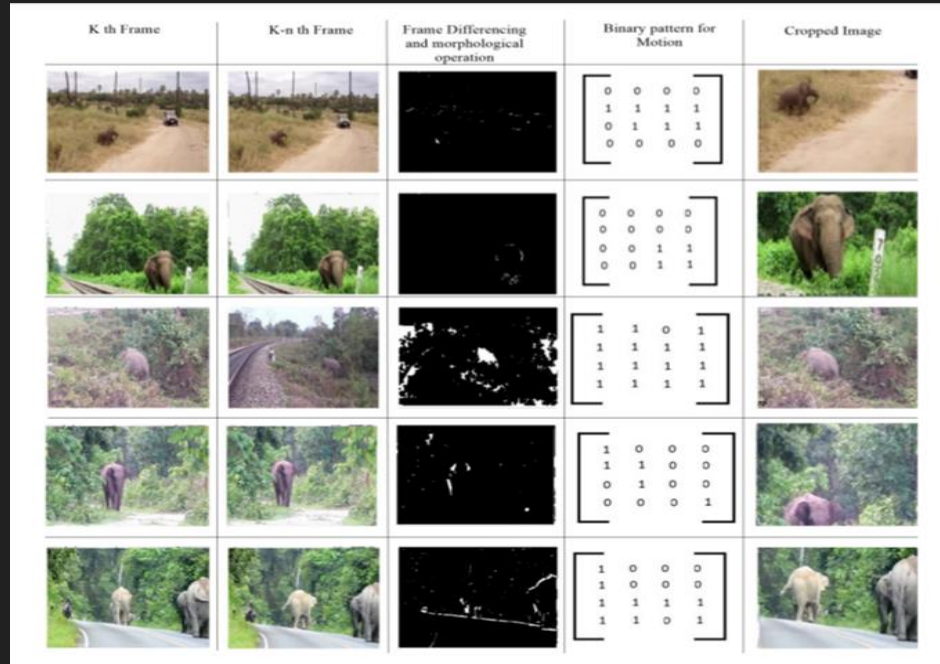 K th Frame
K-n th Frame
Frame Differencing
and morphological
operation
Binary pattern for
Motion
Cropped Image
0 0 0 0
1 1 1 1
0 1 1 1
0 0 0 0
0 0 0 0
0 0 0 0
0 0 1 1
0 0 1 1
1 1 0 1
1 1 1 1
1 1 1 1
1 1 1 1
1 0 0 0
1 1 0 0
0 1 0 0
0 0 0 1
1 0 0 0
1 0 0 0
1 1 1 1
1 1 0 1